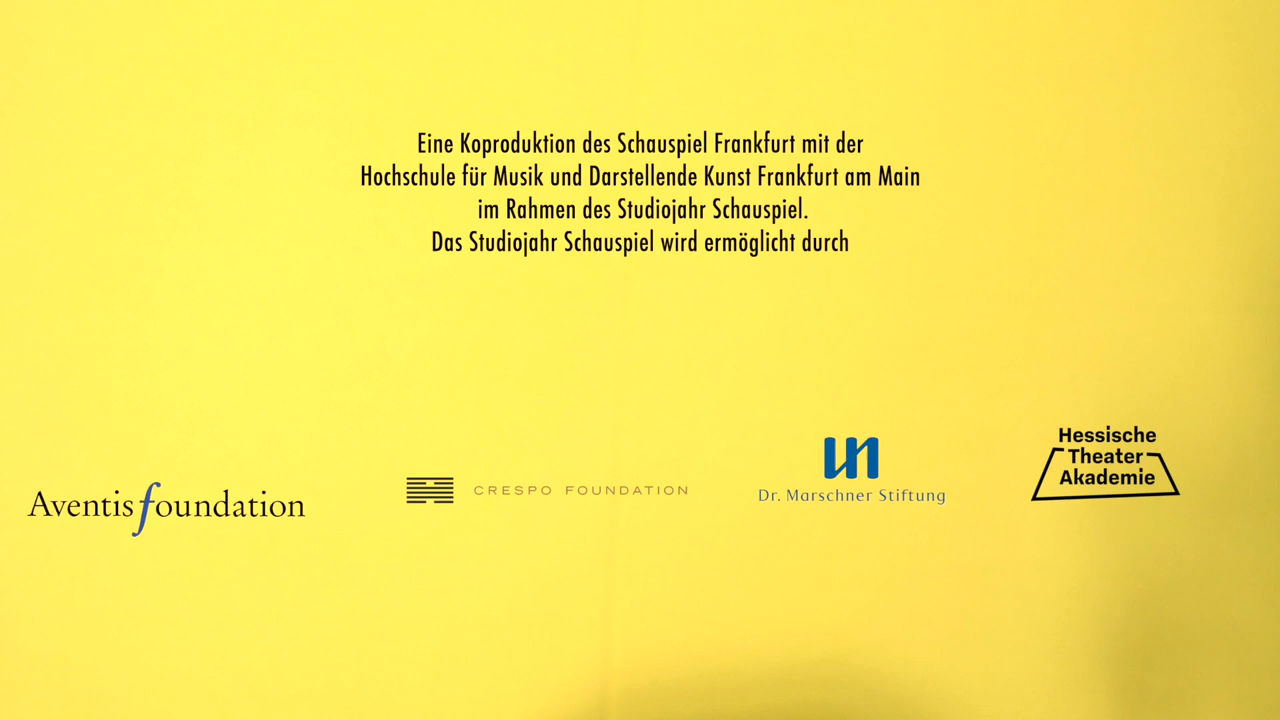 Eine Koproduktion des Schauspiel Frankfurt mit der
Hochschule für Musik und Darstellende Kunst Frankfurt am Main
im Rahmen des Studiojahr Schauspiel.
Das Studiojahr Schauspiel wird ermöglicht durch
Aventis foundation
CRESPO FOUNDATION
Dr. Marschner Stiftung
Hessische
Theater
Akademie